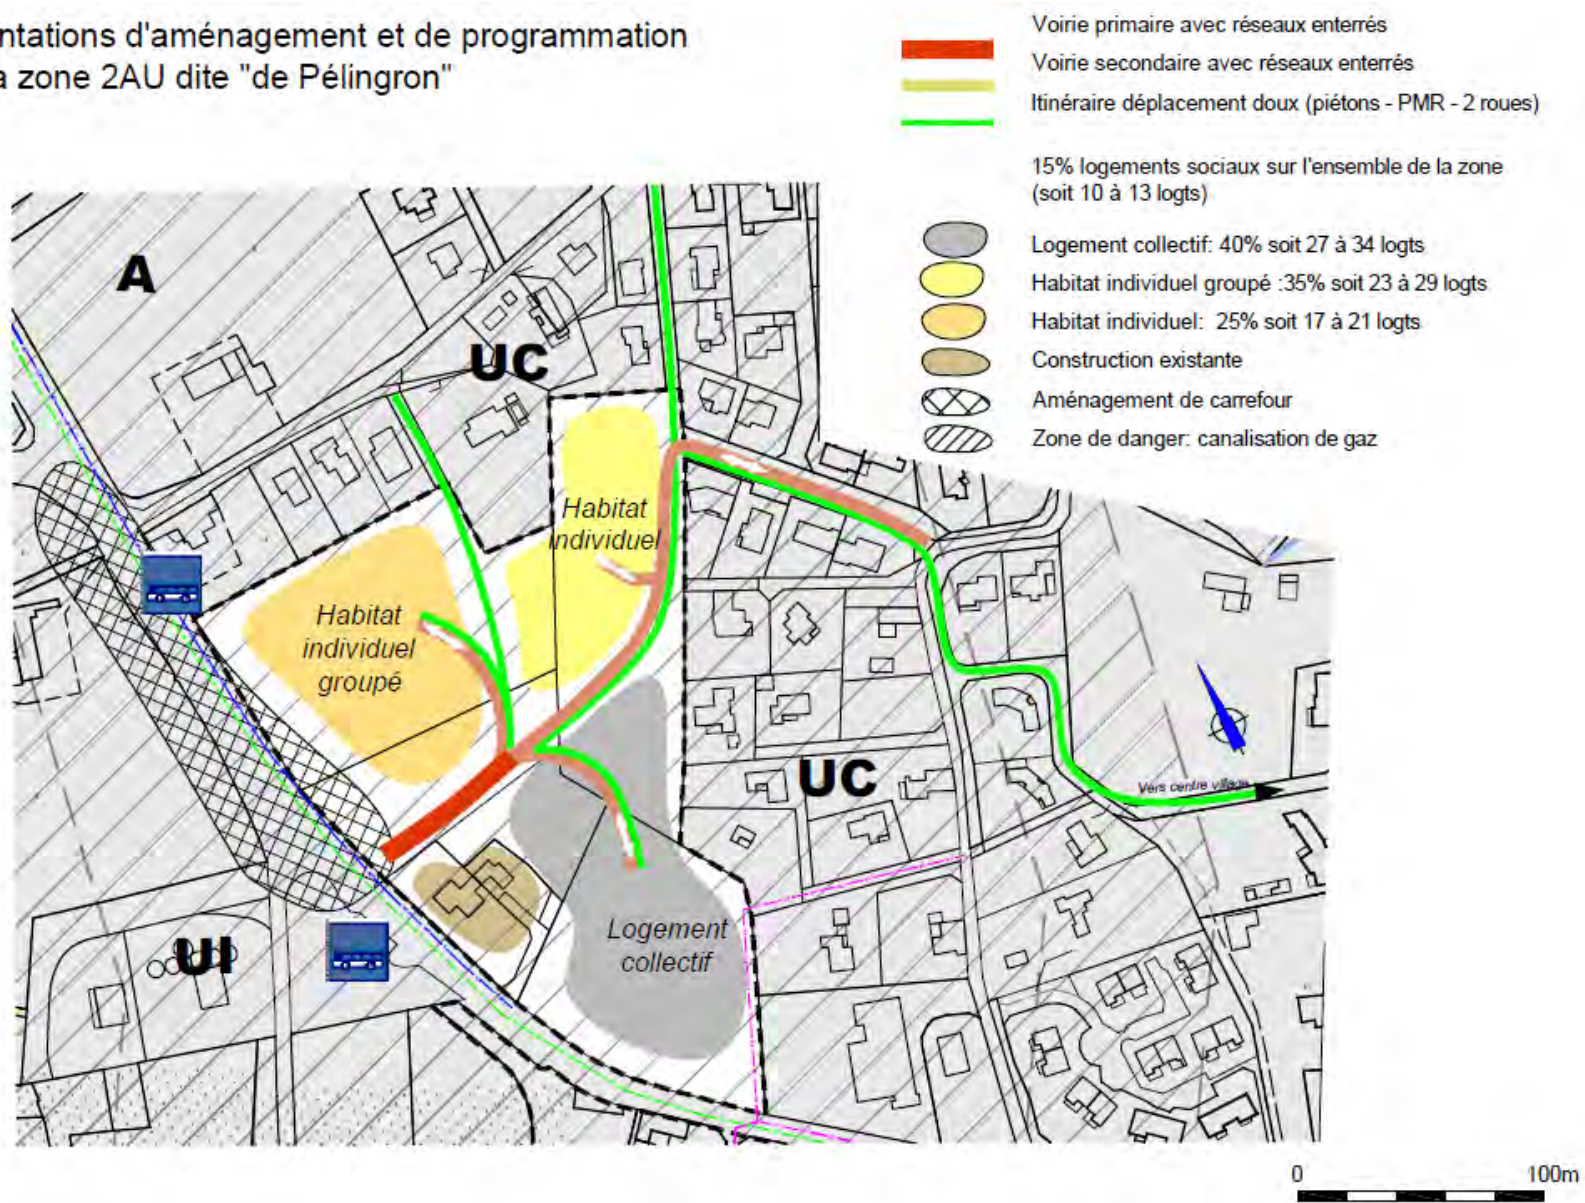 ntations d'aménagement et de programmation
a zone 2AU dite "de Pélingron"
Voirie primaire avec réseaux enterrés
Voirie secondaire avec réseaux enterrés
Itinéraire déplacement doux (piétons - PMR - 2 roues)
15% logements sociaux sur l'ensemble de la zone
(soit 10 à 13 logts)
Logement collectif: 40% soit 27 à 34 logts
Habitat individuel groupé :35% soit 23 à 29 logts
Habitat individuel:  25% soit 17 à 21 logts
Construction existante
Aménagement de carrefour
Zone de danger: canalisation de gaz
A
UC
Habitat
individuel
Habitat
individuel
groupé
UC
Vers centre village
Logement
collectif
UI
0 100m